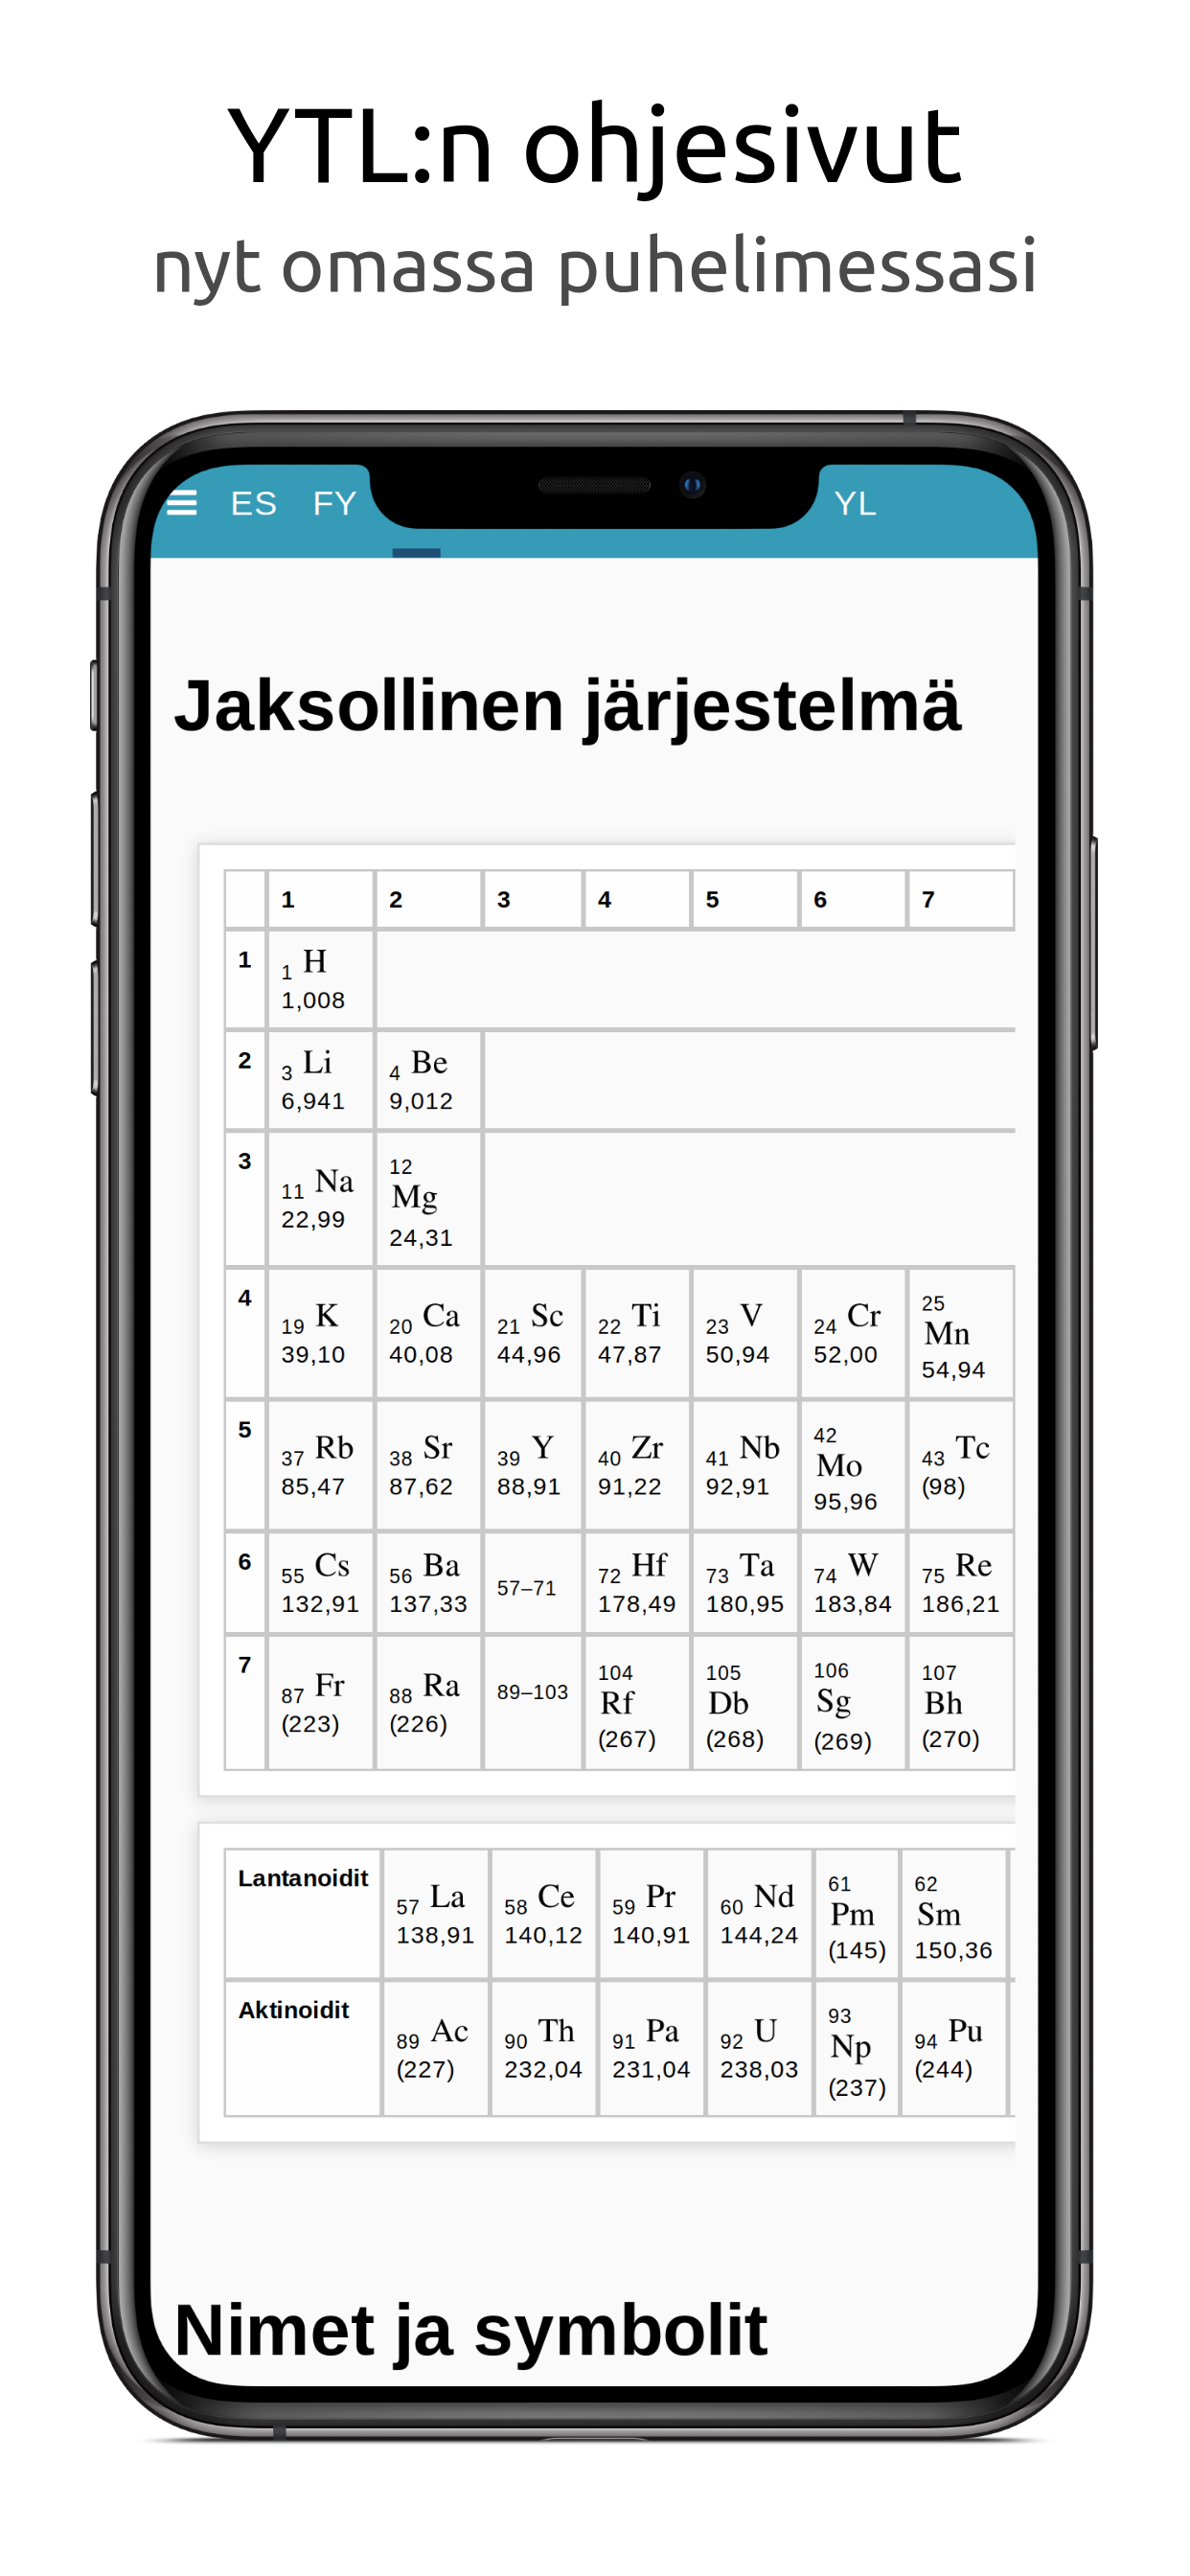 YTL:n ohjesivut
nyt omassa puhelimessasi
ES FY YL
Jaksollinen järjestelmä
1 2 3 4 5 6 7
1 1 H
1,008
2 3 Li 4 Be
6,941 9,012
3 11 Na 12 Mg
22,99 24,31
4 19 K 20 Ca 21 Sc 22 Ti 23 V 24 Cr 25 Mn
39,10 40,08 44,96 47,87 50,94 52,00 54,94
5 37 Rb 38 Sr 39 Y 40 Zr 41 Nb 42 Mo 43 Tc
85,47 87,62 88,91 91,22 92,91 95,96 (98)
6 55 Cs 56 Ba 57–71 72 Hf 73 Ta 74 W 75 Re
132,91 137,33 178,49 180,95 183,84 186,21
7 87 Fr 88 Ra 89–103 104 Rf 105 Db 106 Sg 107 Bh
(223) (226) (267) (268) (269) (270)
Lantanoidit 57 La 58 Ce 59 Pr 60 Nd 61 Pm 62 Sm
138,91 140,12 140,91 144,24 (145) 150,36
Aktinoidit 89 Ac 90 Th 91 Pa 92 U 93 Np 94 Pu
(227) 232,04 231,04 238,03 (237) (244)
Nimet ja symbolit